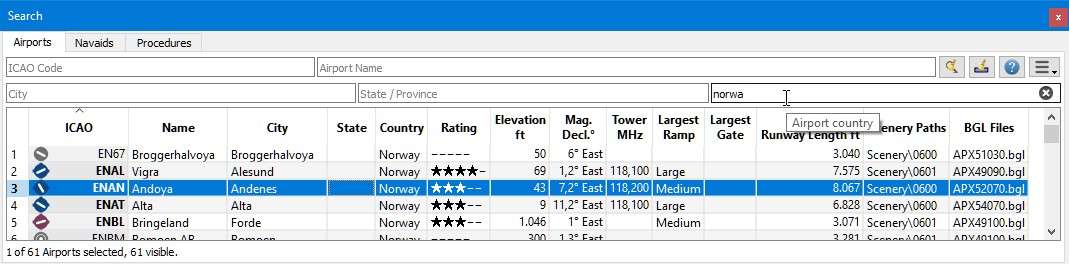 Search
Airports Navaids Procedures
ICAO Code Airport Name
City State / Province norwa
Airport country
ICAO Name City State Country Rating Elevation ft Mag. Decl.° Tower MHz Largest Ramp Largest Gate Runway Length ft cenery Paths BGL Files
1 EN67 Broggerhalvoya Broggerhalvoya Norway ----- 50 6° East 3.040 Scenery\0600 APX51030.bgl
2 ENAL Vigra Alesund Norway ★★★★- 69 1,2° East 118,100 Large 7.575 Scenery\0601 APX49090.bgl
3 ENAN Andoya Andenes Norway ★★★-- 43 7,2° East 118,200 Medium 8.067 Scenery\0600 APX52070.bgl
4 ENAT Alta Alta Norway ★★★-- 9 11,2° East 118,100 Large 6.828 Scenery\0600 APX54070.bgl
5 ENBL Bringeland Forde Norway ★★★-- 1.046 1° East Medium 3.071 Scenery\0601 APX49100.bgl
6 ENBM Bomoen AB Bomoen Norway 300 1,3° East 3.281 Scenery\0601 APX49100.bgl
1 of 61 Airports selected, 61 visible.